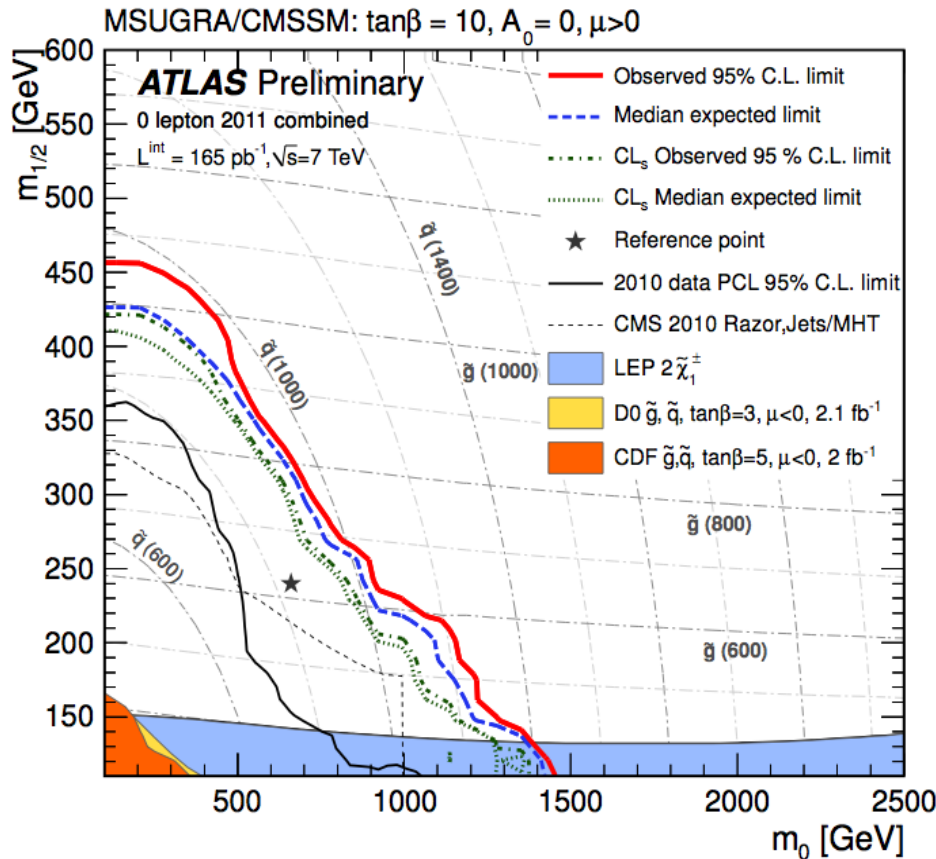 MSUGRA/CMSSM: tanβ = 10, A₀ = 0, μ>0
m₁/₂ [GeV]
600
550
500
450
400
350
300
250
200
150
ATLAS Preliminary
0 lepton 2011 combined
Lⁱⁿᵗ = 165 pb⁻¹, √s=7 TeV
Observed 95% C.L. limit
Median expected limit
CLₛ Observed 95 % C.L. limit
CLₛ Median expected limit
Reference point
2010 data PCL 95% C.L. limit
CMS 2010 Razor,Jets/MHT
LEP 2 χ̃₁±
D0 g̃, q̃, tanβ=3, μ<0, 2.1 fb⁻¹
CDF g̃,q̃, tanβ=5, μ<0, 2 fb⁻¹
q̃ (1400)
q̃ (1000)
g̃ (1000)
g̃ (800)
q̃ (600)
g̃ (600)
500
1000
1500
2000
2500
m₀ [GeV]